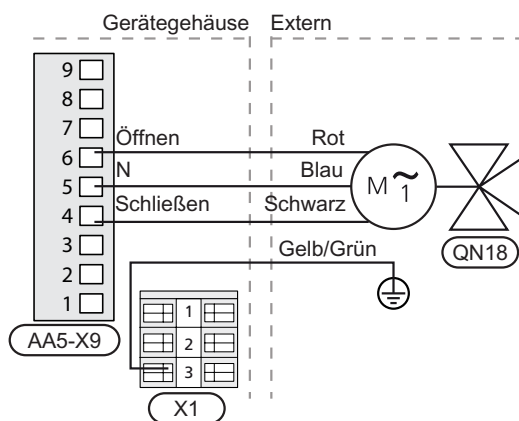 Gerätegehäuse Extern
9
8
7
6 Öffnen Rot
5 N Blau
4 Schließen Schwarz
3 Gelb/Grün
2
1
M ~ 1
QN18
AA5-X9
1
2
3
X1